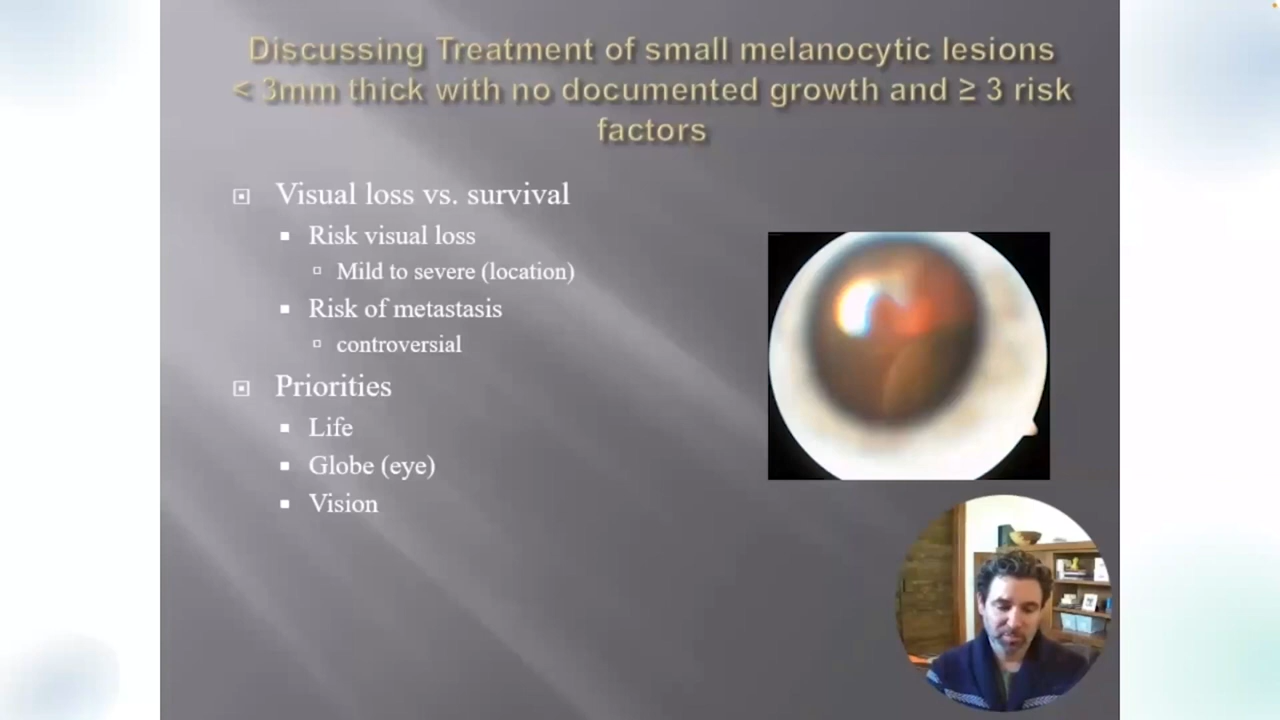 Discussing Treatment of small melanocytic lesions
< 3mm thick with no documented growth and ≥ 3 risk
factors
Visual loss vs. survival
Risk visual loss
Mild to severe (location)
Risk of metastasis
controversial
Priorities
Life
Globe (eye)
Vision